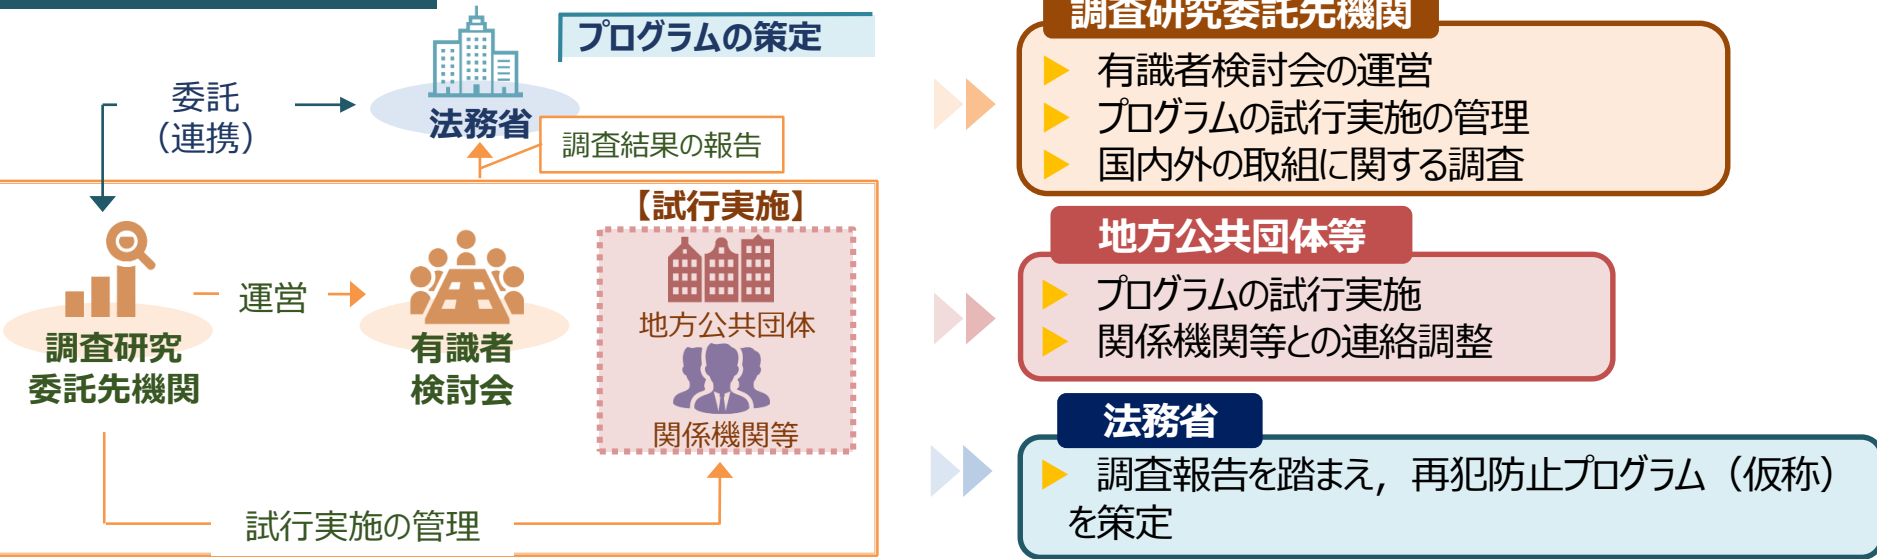 プログラムの策定
委託
（連携）
法務省
調査結果の報告
【試行実施】
運営
地方公共団体
調査研究
委託先機関
有識者
検討会
関係機関等
試行実施の管理
調査研究委託先機関
有識者検討会の運営
プログラムの試行実施の管理
国内外の取組に関する調査
地方公共団体等
プログラムの試行実施
関係機関等との連絡調整
法務省
調査報告を踏まえ，再犯防止プログラム（仮称）
を策定